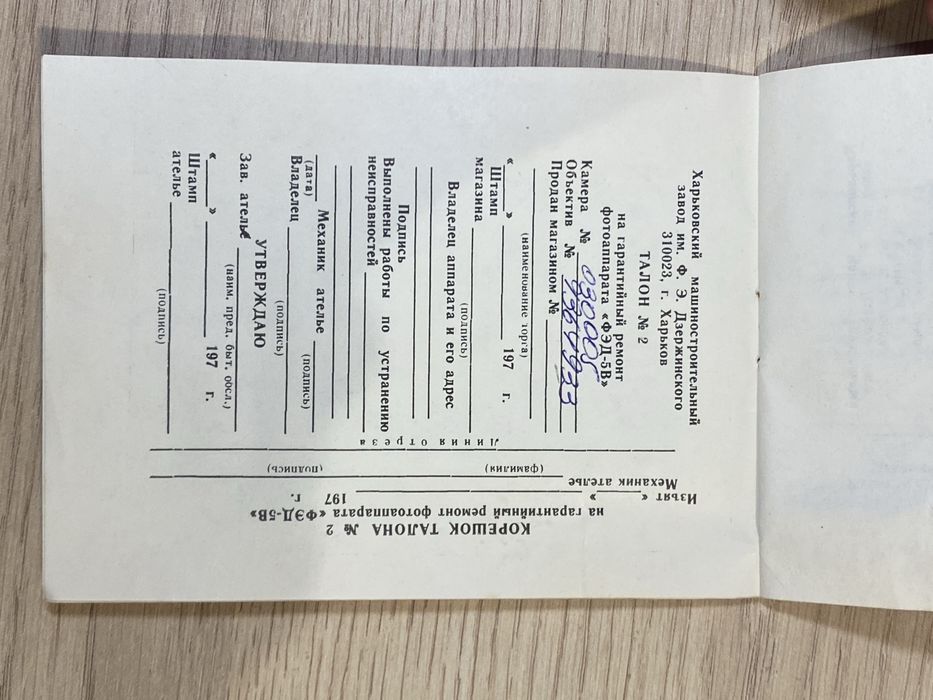 Харьковский машиностроительный
завод им. Ф. Э. Дзержинского
310023, г. Харьков
ТАЛОН № 2
на гарантийный ремонт
фотоаппарата «ФЭД-5В»
Камера №
Объектив №
Продан магазином №
(наименование торга)
« » 197 г.
Штамп
магазина
(подпись)
Владелец аппарата и его адрес
Подпись
Выполнены работы по устранению
неисправностей
Механик ателье
(дата) (подпись)
Владелец
(подпись)
УТВЕРЖДАЮ
Зав. ателье
(наим. пред. быт. обсл.)
« » 197 г.
Штамп
ателье
(подпись)
Линия отреза
КОРЕШОК ТАЛОНА № 2
на гарантийный ремонт фотоаппарата «ФЭД-5В»
Изъят « » 197 г.
Механик ателье
(фамилия) (подпись)